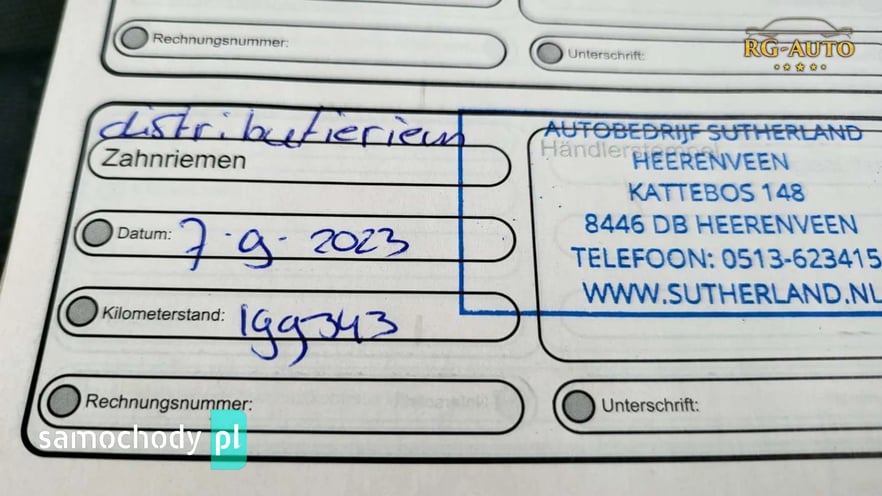 Rechnungsnummer:
Unterschrift:
RG-AUTO
distributieriem
Zahnriemen
AUTOBEDRIJF SUTHERLAND
Händlerstempel
HEERENVEEN
KATTEBOS 148
8446 DB HEERENVEEN
TELEFOON: 0513-623415
WWW.SUTHERLAND.NL
Datum: 7-9-2023
Kilometerstand: 199343
Rechnungsnummer:
Unterschrift:
samochody pl